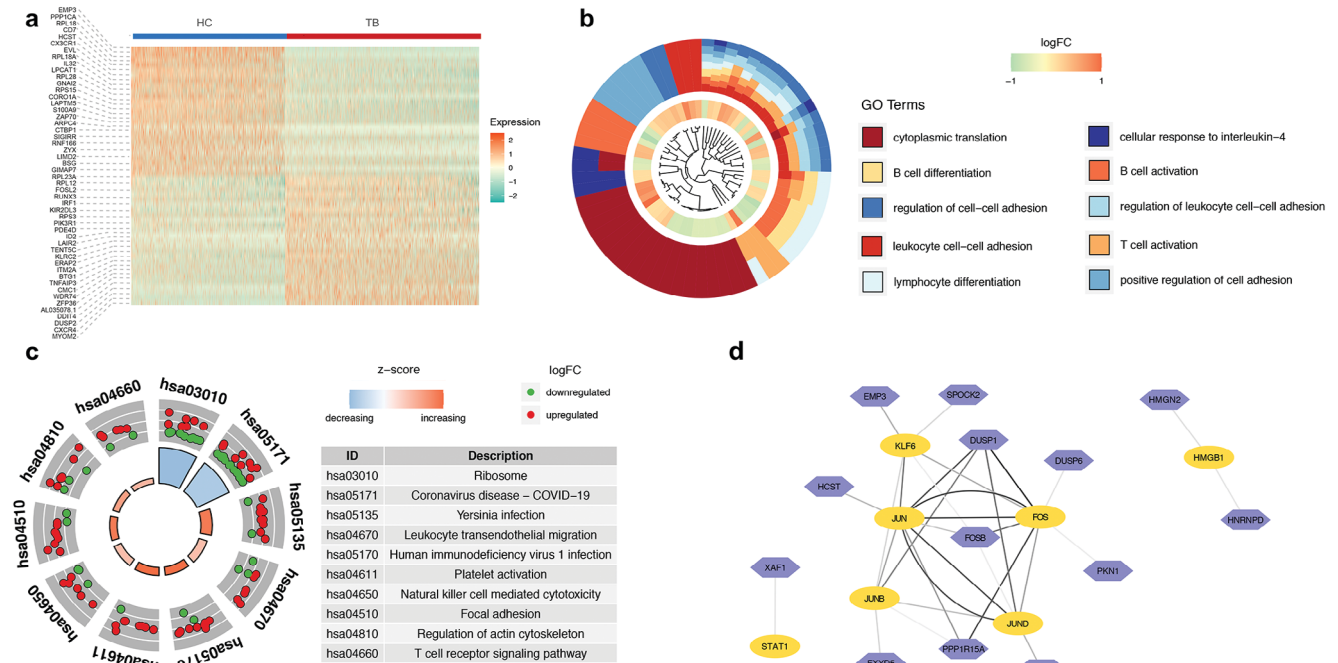 a
HC
TB
EMP3
PPP1CA
RPL18
CD7
HCST
CX3CR1
EVL
RPL18A
IL32
LPCAT1
RPL28
GNAI2
RPS15
CORO1A
LAPTM5
S100A9
ZAP70
ARPC4
CTBP1
SIGIRR
RNF166
ZYX
LIMD2
BSG
GIMAP7
RPL23A
RPL12
FOSL2
RUNX3
IRF1
KIR2DL3
RPS3
PIK3R1
PDE4D
ID2
LAIR2
TENT5C
KLRC2
ERAP2
ITM2A
BTG1
TNFAIP3
CMC1
WDR74
ZFP36
AL035078.1
DDIT4
DUSP2
CXCR4
MYOM2
Expression
2
1
0
−1
−2
b
logFC
−1
1
GO Terms
cytoplasmic translation
B cell differentiation
regulation of cell−cell adhesion
leukocyte cell−cell adhesion
lymphocyte differentiation
cellular response to interleukin−4
B cell activation
regulation of leukocyte cell−cell adhesion
T cell activation
positive regulation of cell adhesion
c
hsa03010
hsa05171
hsa05135
hsa04670
hsa04611
hsa04650
hsa04510
hsa04810
hsa04660
z−score
decreasing
increasing
logFC
downregulated
upregulated
ID Description
hsa03010 Ribosome
hsa05171 Coronavirus disease − COVID−19
hsa05135 Yersinia infection
hsa04670 Leukocyte transendothelial migration
hsa05170 Human immunodeficiency virus 1 infection
hsa04611 Platelet activation
hsa04650 Natural killer cell mediated cytotoxicity
hsa04510 Focal adhesion
hsa04810 Regulation of actin cytoskeleton
hsa04660 T cell receptor signaling pathway
d
EMP3
SPOCK2
KLF6
DUSP1
DUSP6
HCST
JUN
FOS
FOSB
XAF1
PKN1
JUNB
JUND
STAT1
PPP1R15A
HMGN2
HMGB1
HNRNPD